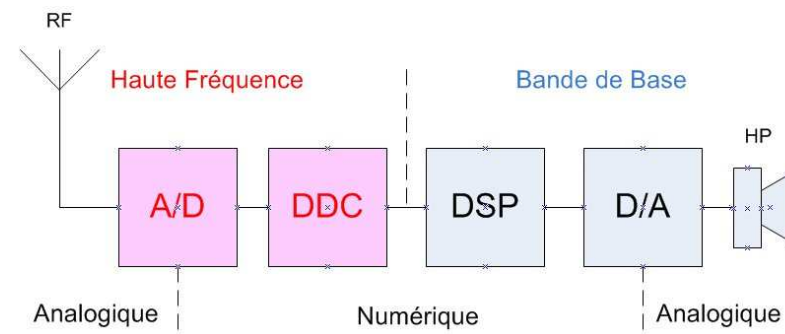 RF
Haute Fréquence
Bande de Base
HP
A/D
DDC
DSP
D/A
Analogique
Numérique
Analogique